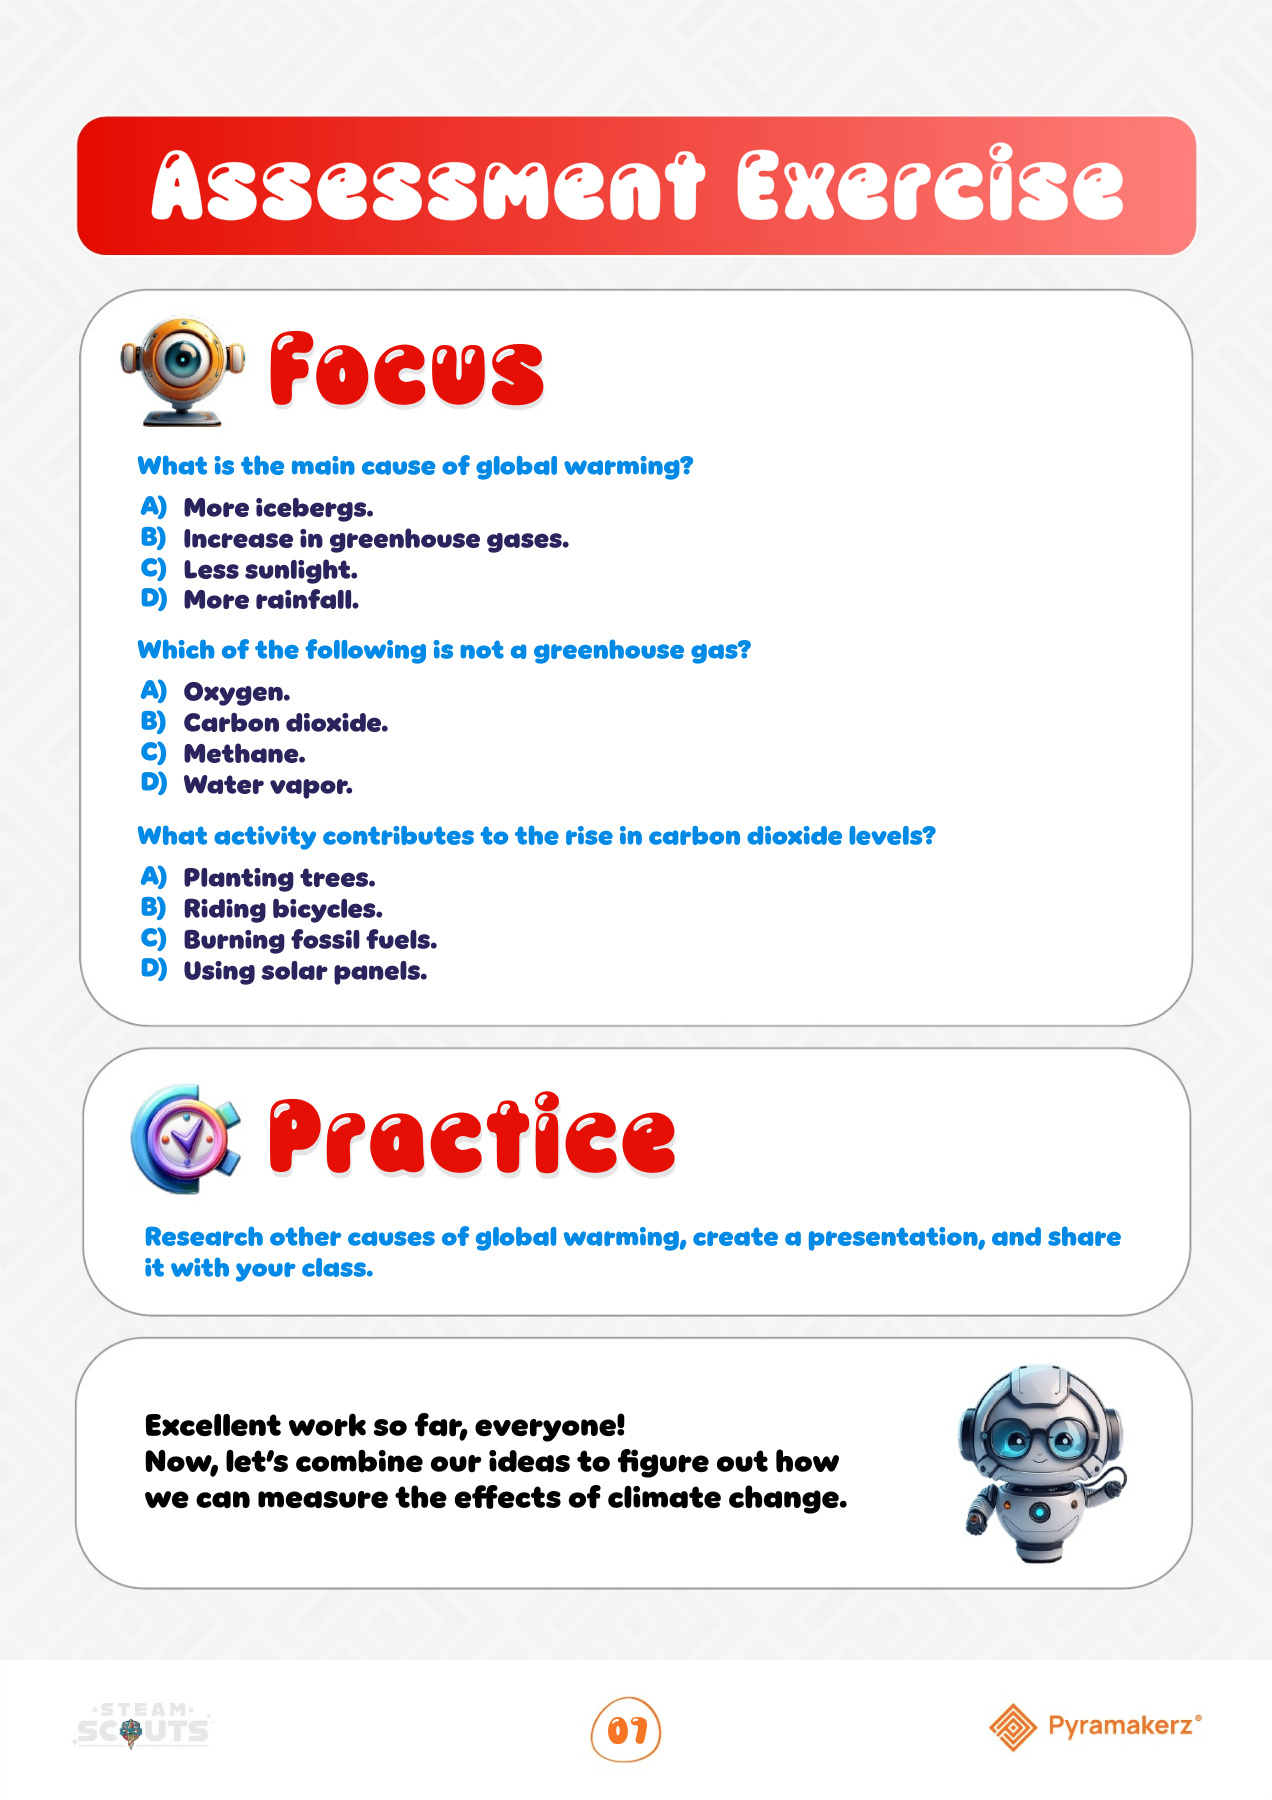 Assessment Exercise
Focus
What is the main cause of global warming?
A) More icebergs.
B) Increase in greenhouse gases.
C) Less sunlight.
D) More rainfall.
Which of the following is not a greenhouse gas?
A) Oxygen.
B) Carbon dioxide.
C) Methane.
D) Water vapor.
What activity contributes to the rise in carbon dioxide levels?
A) Planting trees.
B) Riding bicycles.
C) Burning fossil fuels.
D) Using solar panels.
Practice
Research other causes of global warming, create a presentation, and share
it with your class.
Excellent work so far, everyone!
Now, let's combine our ideas to figure out how
we can measure the effects of climate change.
STEAM
SCOUTS
07
Pyramakerz®